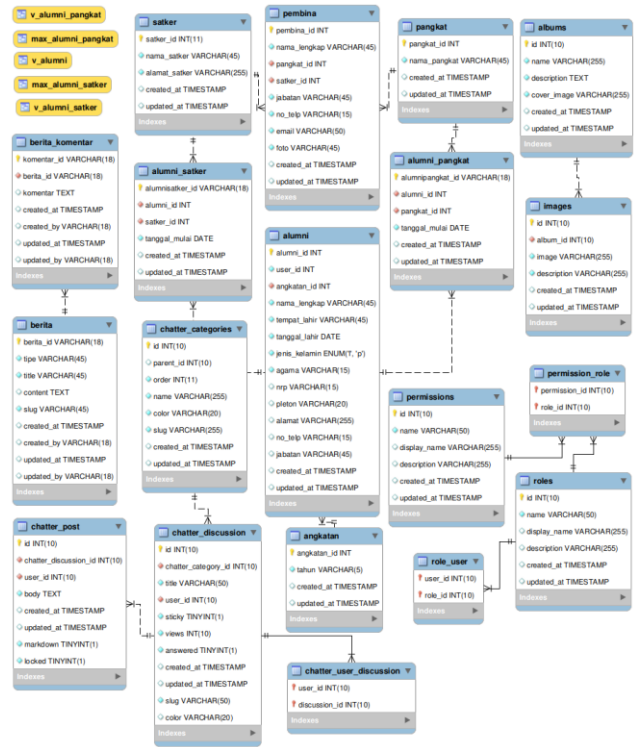 v_alumni_pangkat
max_alumni_pangkat
v_alumni
max_alumni_satker
v_alumni_satker
satker
satker_id INT(11)
nama_satker VARCHAR(45)
alamat_satker VARCHAR(255)
created_at TIMESTAMP
updated_at TIMESTAMP
Indexes
pembina
pembina_id INT
nama_lengkap VARCHAR(45)
pangkat_id INT
satker_id INT
jabatan VARCHAR(45)
no_telp VARCHAR(15)
email VARCHAR(50)
foto VARCHAR(45)
created_at TIMESTAMP
updated_at TIMESTAMP
Indexes
pangkat
pangkat_id INT
nama_pangkat VARCHAR(45)
created_at TIMESTAMP
updated_at TIMESTAMP
Indexes
albums
id INT(10)
name VARCHAR(255)
description TEXT
cover_image VARCHAR(255)
created_at TIMESTAMP
updated_at TIMESTAMP
Indexes
berita_komentar
komentar_id VARCHAR(18)
berita_id VARCHAR(18)
komentar TEXT
created_at TIMESTAMP
created_by VARCHAR(18)
updated_at TIMESTAMP
updated_by VARCHAR(18)
Indexes
alumni_satker
alumnisatker_id VARCHAR(18)
alumni_id INT
satker_id INT
tanggal_mulai DATE
created_at TIMESTAMP
updated_at TIMESTAMP
Indexes
alumni_pangkat
alumnipangkat_id VARCHAR(18)
alumni_id INT
pangkat_id INT
tanggal_mulai DATE
created_at TIMESTAMP
updated_at TIMESTAMP
Indexes
images
id INT(10)
album_id INT(10)
image VARCHAR(255)
description VARCHAR(255)
created_at TIMESTAMP
updated_at TIMESTAMP
Indexes
alumni
alumni_id INT
user_id INT
angkatan_id INT
nama_lengkap VARCHAR(45)
tempat_lahir VARCHAR(45)
tanggal_lahir DATE
jenis_kelamin ENUM('l', 'p')
agama VARCHAR(15)
nrp VARCHAR(15)
pleton VARCHAR(20)
alamat VARCHAR(255)
no_telp VARCHAR(15)
jabatan VARCHAR(45)
created_at TIMESTAMP
updated_at TIMESTAMP
Indexes
berita
berita_id VARCHAR(18)
tipe VARCHAR(45)
title VARCHAR(45)
content TEXT
slug VARCHAR(45)
created_at TIMESTAMP
created_by VARCHAR(18)
updated_at TIMESTAMP
updated_by VARCHAR(18)
Indexes
chatter_categories
id INT(10)
parent_id INT(10)
order INT(11)
name VARCHAR(255)
color VARCHAR(20)
slug VARCHAR(255)
created_at TIMESTAMP
updated_at TIMESTAMP
Indexes
permissions
id INT(10)
name VARCHAR(50)
display_name VARCHAR(255)
description VARCHAR(255)
created_at TIMESTAMP
updated_at TIMESTAMP
Indexes
permission_role
permission_id INT(10)
role_id INT(10)
Indexes
roles
id INT(10)
name VARCHAR(50)
display_name VARCHAR(255)
description VARCHAR(255)
created_at TIMESTAMP
updated_at TIMESTAMP
Indexes
chatter_post
id INT(10)
chatter_discussion_id INT(10)
user_id INT(10)
body TEXT
created_at TIMESTAMP
updated_at TIMESTAMP
markdown TINYINT(1)
locked TINYINT(1)
Indexes
chatter_discussion
id INT(10)
chatter_category_id INT(10)
title VARCHAR(50)
user_id INT(10)
sticky TINYINT(1)
views INT(10)
answered TINYINT(1)
created_at TIMESTAMP
updated_at TIMESTAMP
slug VARCHAR(50)
color VARCHAR(20)
Indexes
angkatan
angkatan_id INT
tahun VARCHAR(5)
created_at TIMESTAMP
updated_at TIMESTAMP
Indexes
role_user
user_id INT(10)
role_id INT(10)
Indexes
chatter_user_discussion
user_id INT(10)
discussion_id INT(10)
Indexes